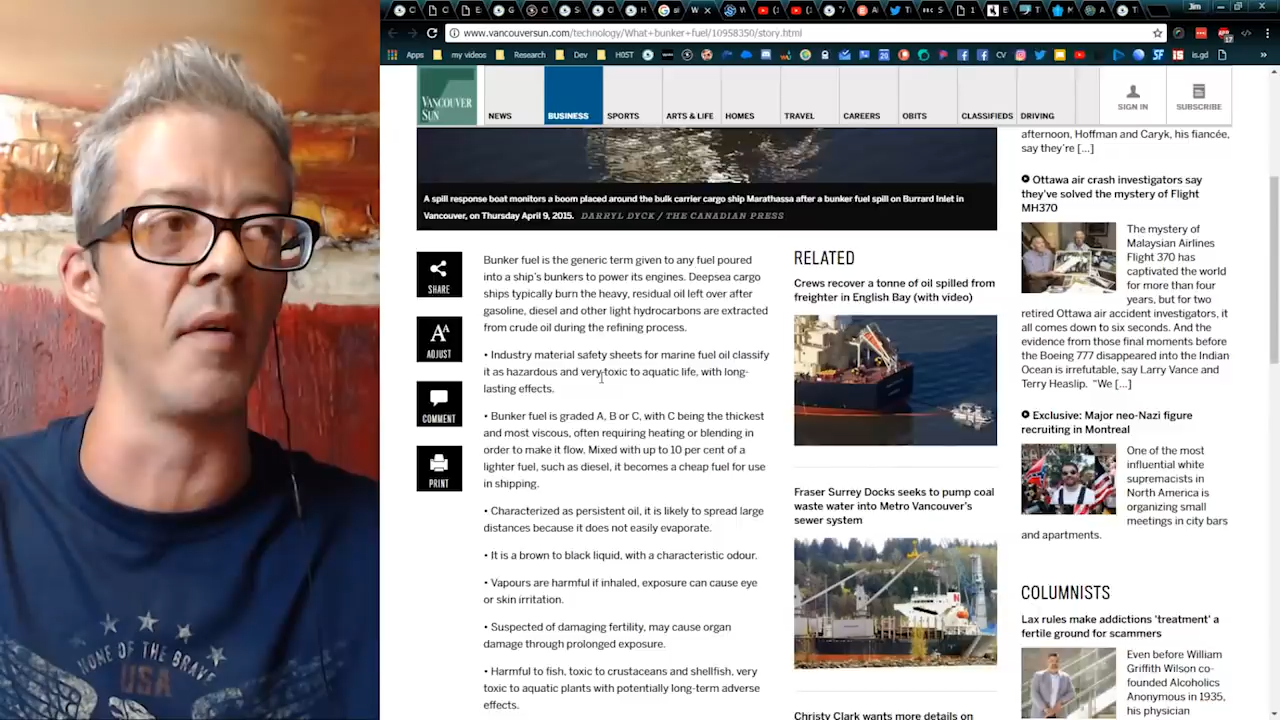 Jim
www.vancouversun.com/technology/What+bunker+fuel/10958350/story.html
Apps
my videos
Research
Dev
H0ST
CV
SF
is.gd
17
VANCOUVER
SUN
NEWS
BUSINESS
SPORTS
ARTS & LIFE
HOMES
TRAVEL
CAREERS
OBITS
CLASSIFIEDS
DRIVING
SIGN IN
SUBSCRIBE
A spill response boat monitors a boom placed around the bulk carrier cargo ship Marathassa after a bunker fuel spill on Burrard Inlet in
Vancouver, on Thursday April 9, 2015. DARRYL DYCK / THE CANADIAN PRESS
SHARE
AA
ADJUST
COMMENT
PRINT
Bunker fuel is the generic term given to any fuel poured
into a ship's bunkers to power its engines. Deepsea cargo
ships typically burn the heavy, residual oil left over after
gasoline, diesel and other light hydrocarbons are extracted
from crude oil during the refining process.
• Industry material safety sheets for marine fuel oil classify
it as hazardous and very toxic to aquatic life, with long-
lasting effects.
• Bunker fuel is graded A, B or C, with C being the thickest
and most viscous, often requiring heating or blending in
order to make it flow. Mixed with up to 10 per cent of a
lighter fuel, such as diesel, it becomes a cheap fuel for use
in shipping.
• Characterized as persistent oil, it is likely to spread large
distances because it does not easily evaporate.
• It is a brown to black liquid, with a characteristic odour.
• Vapours are harmful if inhaled, exposure can cause eye
or skin irritation.
• Suspected of damaging fertility, may cause organ
damage through prolonged exposure.
• Harmful to fish, toxic to crustaceans and shellfish, very
toxic to aquatic plants with potentially long-term adverse
effects.
RELATED
Crews recover a tonne of oil spilled from
freighter in English Bay (with video)
Fraser Surrey Docks seeks to pump coal
waste water into Metro Vancouver's
sewer system
Christy Clark wants more details on
afternoon, Hoffman and Caryk, his fiancée,
say they're [...]
Ottawa air crash investigators say
they've solved the mystery of Flight
MH370
The mystery of
Malaysian Airlines
Flight 370 has
captivated the world
for more than four
years, but for two
retired Ottawa air accident investigators, it
all comes down to six seconds. And the
evidence from those final moments before
the Boeing 777 disappeared into the Indian
Ocean is irrefutable, say Larry Vance and
Terry Heaslip. "We [...]
Exclusive: Major neo-Nazi figure
recruiting in Montreal
One of the most
influential white
supremacists in
North America is
organizing small
meetings in city bars
and apartments.
COLUMNISTS
Lax rules make addictions 'treatment' a
fertile ground for scammers
Even before William
Griffith Wilson co-
founded Alcoholics
Anonymous in 1935,
his physician
HOME OF THE BRAVE
USA